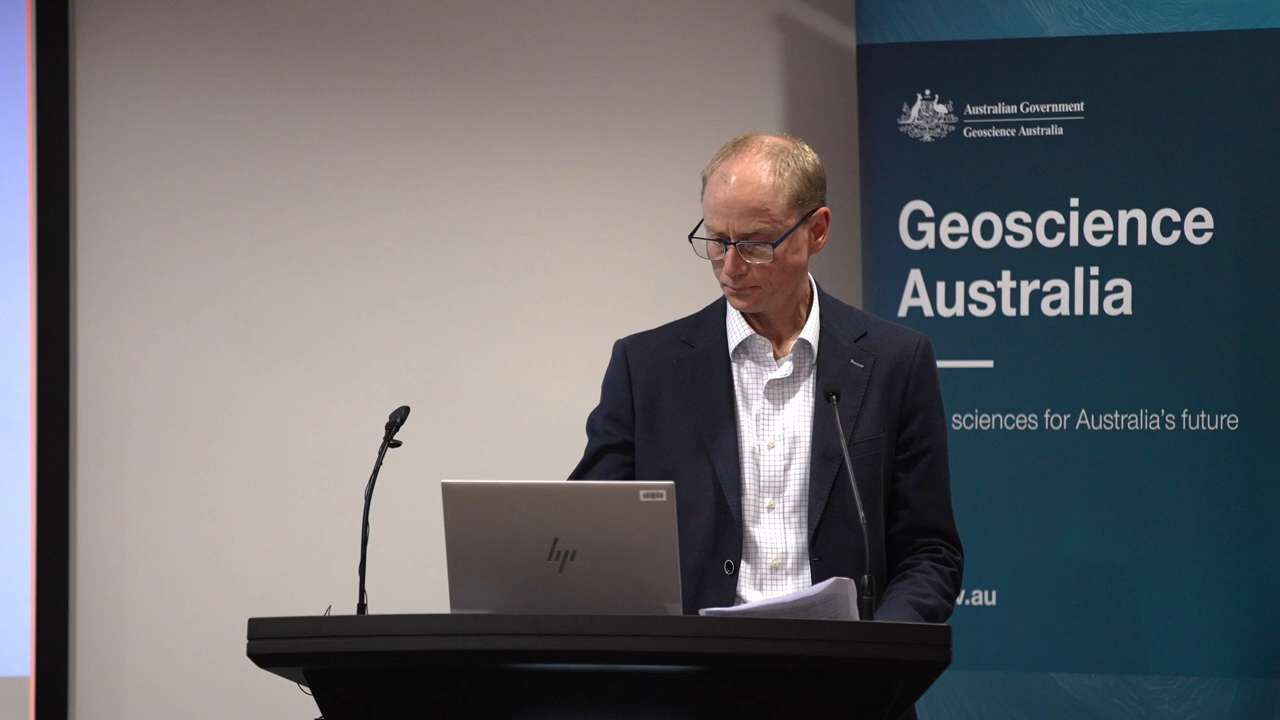 Australian Government
Geoscience Australia
Geoscience
Australia
sciences for Australia's future
v.au
hp